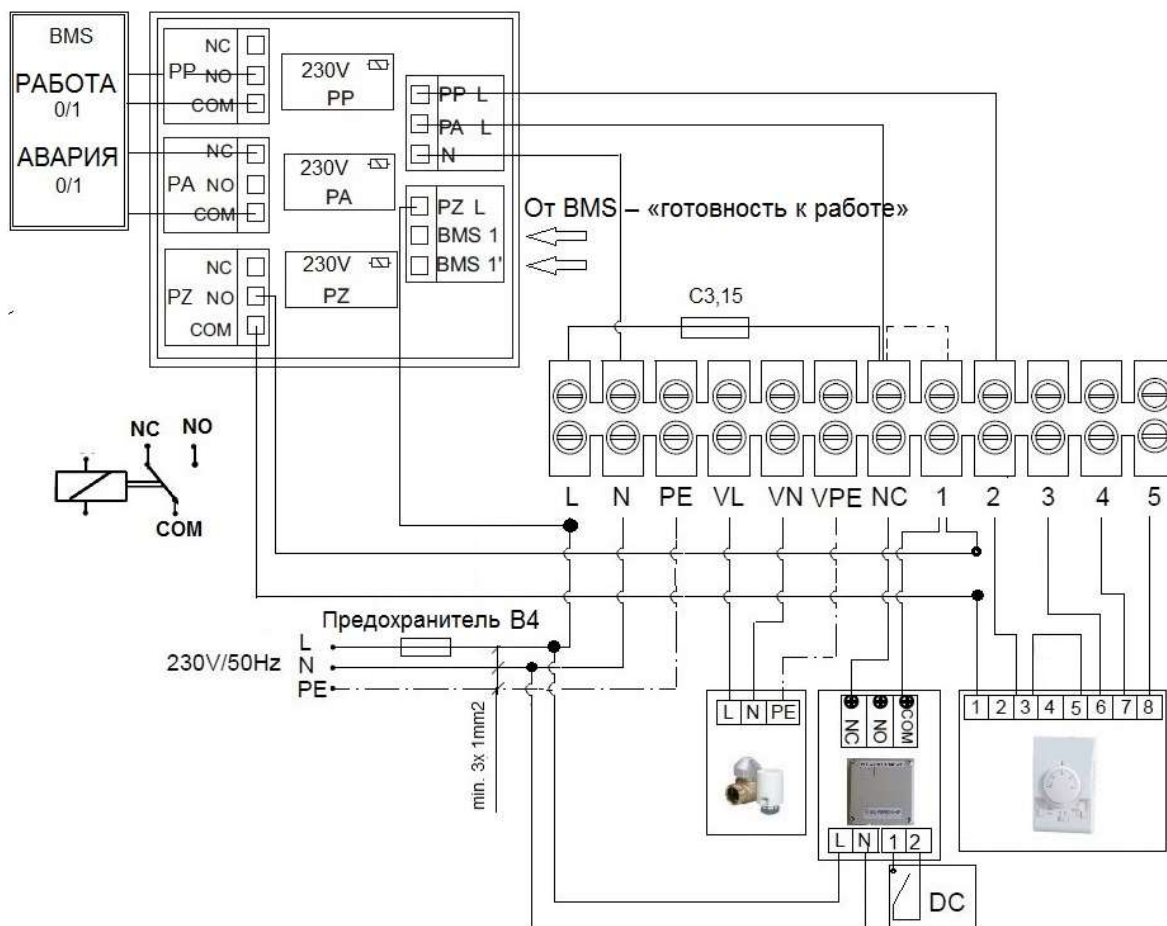 BMS
РАБОТА
0/1
АВАРИЯ
0/1
NC
PP NO
COM
230V
PP
NC
PA NO
COM
230V
PA
NC
PZ NO
COM
230V
PZ
PP L
PA L
N
PZ L
BMS 1
BMS 1'
От BMS – «готовность к работе»
C3,15
NC NO
COM
L N PE VL VN VPE NC 1 2 3 4 5
Предохранитель B4
230V/50Hz
L
N
PE
min. 3x 1mm2
L N PE
NC NO COM
L N 1 2
DC
1 2 3 4 5 6 7 8